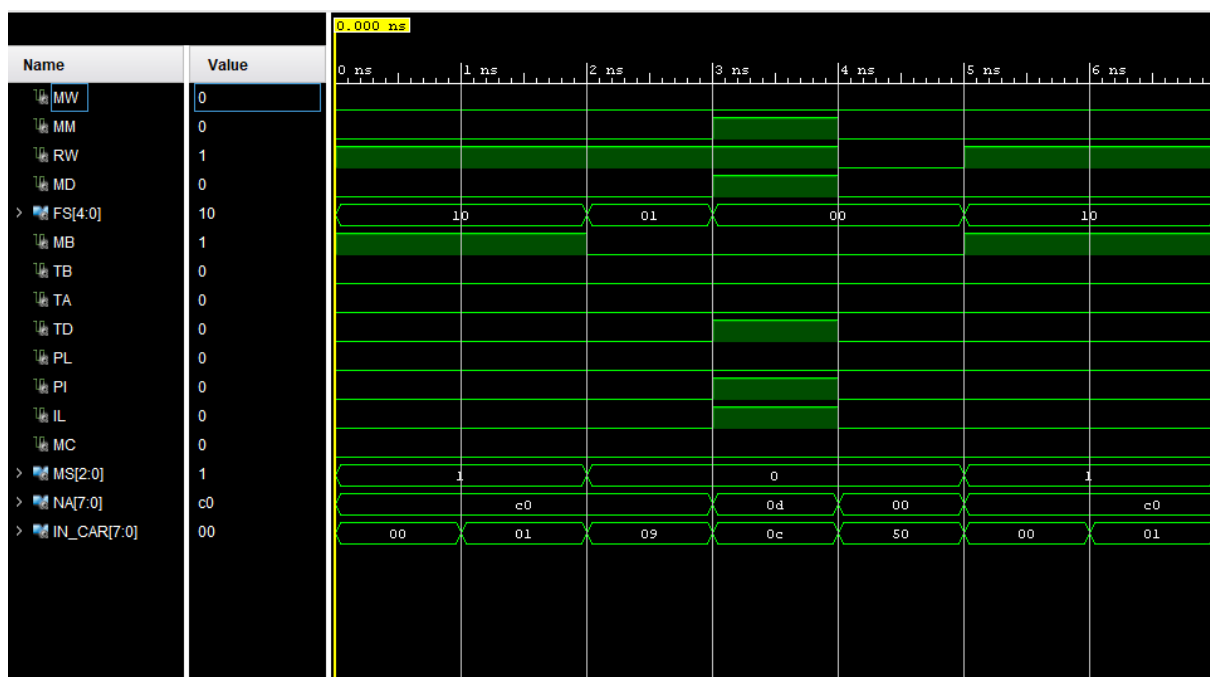 0.000 ns
Name Value
0 ns 1 ns 2 ns 3 ns 4 ns 5 ns 6 ns
MW 0
MM 0
RW 1
MD 0
> FS[4:0] 10 10 01 00 10
MB 1
TB 0
TA 0
TD 0
PL 0
PI 0
IL 0
MC 0
> MS[2:0] 1 1 0 1
> NA[7:0] c0 c0 0d 00 c0
> IN_CAR[7:0] 00 00 01 09 0c 50 00 01